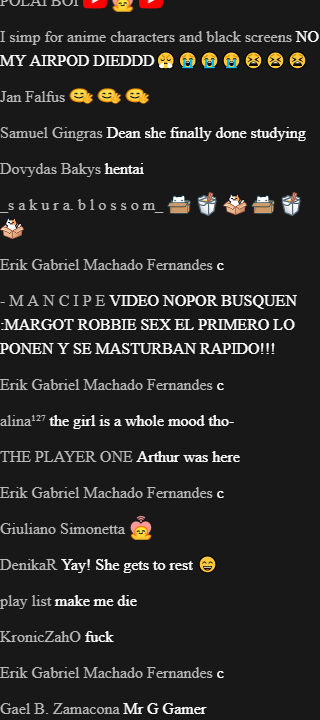 POLAI BOI
I simp for anime characters and black screens NO
MY AIRPOD DIEDDD
Jan Falfus
Samuel Gingras Dean she finally done studying
Dovydas Bakys hentai
_s a k u r a. b l o s s o m_
Erik Gabriel Machado Fernandes c
- M A N C I P E VIDEO NOPOR BUSQUEN
:MARGOT ROBBIE SEX EL PRIMERO LO
PONEN Y SE MASTURBAN RAPIDO!!!
Erik Gabriel Machado Fernandes c
alina¹²⁷ the girl is a whole mood tho-
THE PLAYER ONE Arthur was here
Erik Gabriel Machado Fernandes c
Giuliano Simonetta
DenikaR Yay! She gets to rest
play list make me die
KronicZahO fuck
Erik Gabriel Machado Fernandes c
Gael B. Zamacona Mr G Gamer